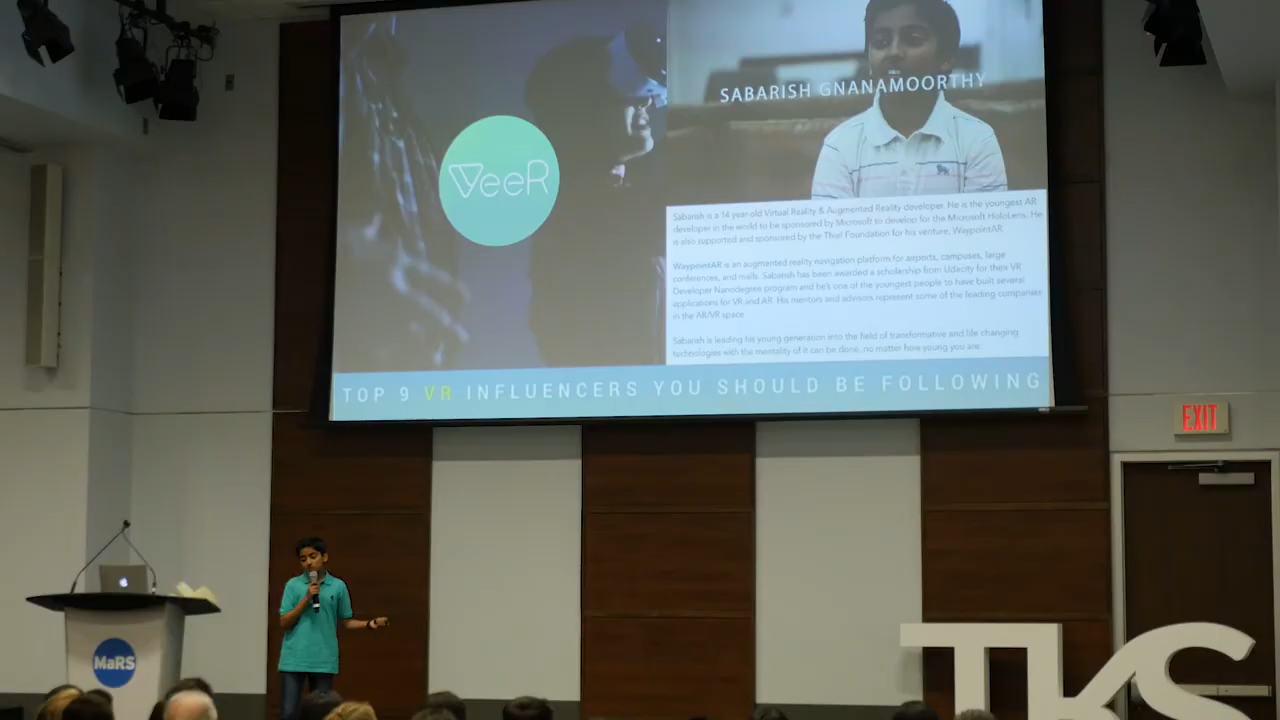 VeeR
SABARISH GNANAMOORTHY
Sabarish is a 14 year-old Virtual Reality & Augmented Reality developer. He is the youngest AR
developer in the world to be sponsored by Microsoft to develop for the Microsoft HoloLens. He
is also supported and sponsored by the Thiel Foundation for his venture, WaypointAR
WaypointAR is an augmented reality navigation platform for airports, campuses, large
conferences, and malls. Sabarish has been awarded a scholarship from Udacity for their VR
Developer Nanodegree program and he's one of the youngest people to have built several
applications for VR and AR. His mentors and advisors represent some of the leading companies
in the AR/VR space
Sabarish is leading his young generation into the field of transformative and life changing
technologies with the mentality of it can be done, no matter how young you are.
TOP 9 VR INFLUENCERS YOU SHOULD BE FOLLOWING
EXIT
MaRS
TKS